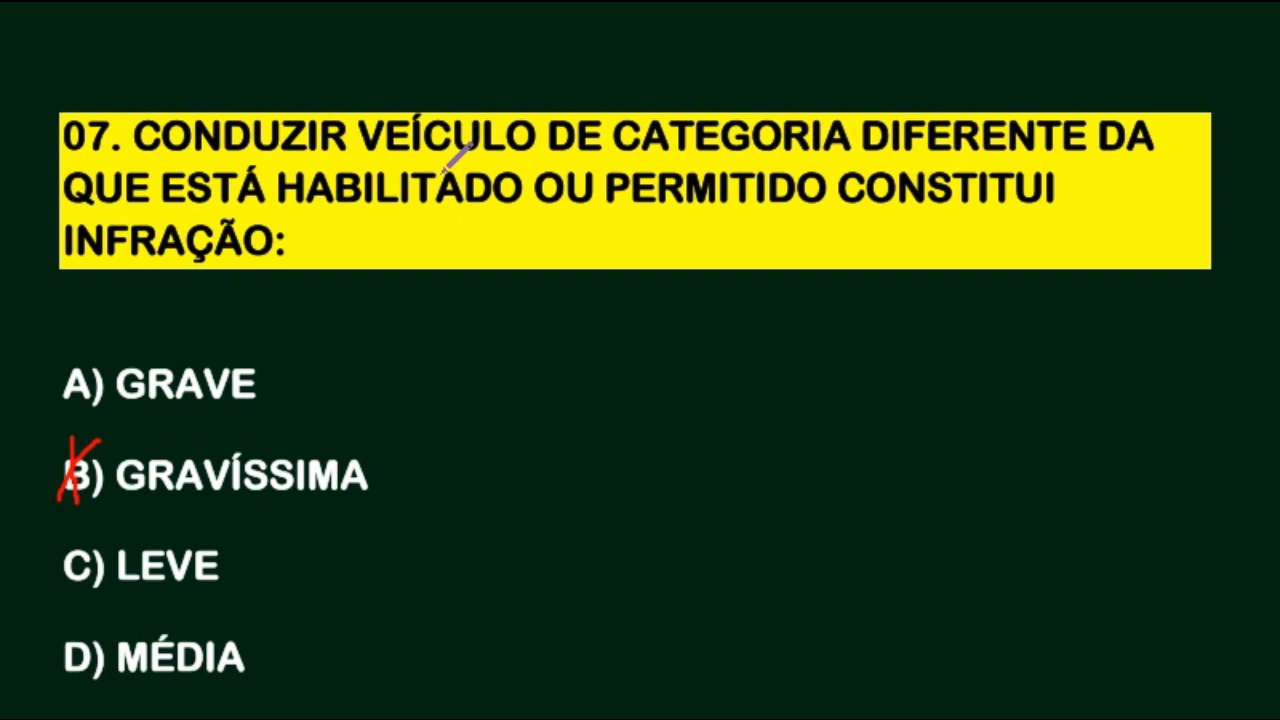 07. CONDUZIR VEÍCULO DE CATEGORIA DIFERENTE DA
QUE ESTÁ HABILITADO OU PERMITIDO CONSTITUI
INFRAÇÃO:
A) GRAVE
B) GRAVÍSSIMA
C) LEVE
D) MÉDIA